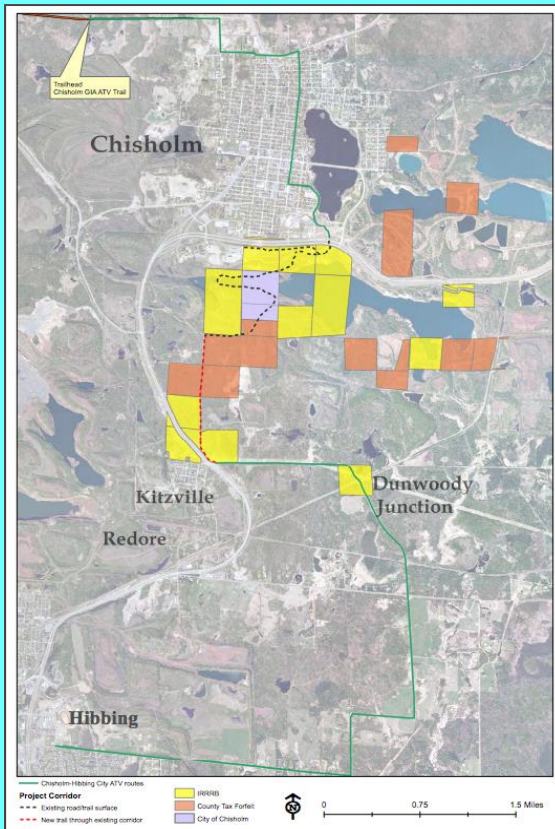 Trailhead
Chisholm GIA ATV Trail
Chisholm
Kitzville
Dunwoody
Junction
Redore
Hibbing
Chisholm-Hibbing City ATV routes
Project Corridor
Existing road/trail surface
New trail through existing corridor
IRRRB
County Tax Forfeit
City of Chisholm
N
0 0.75 1.5 Miles